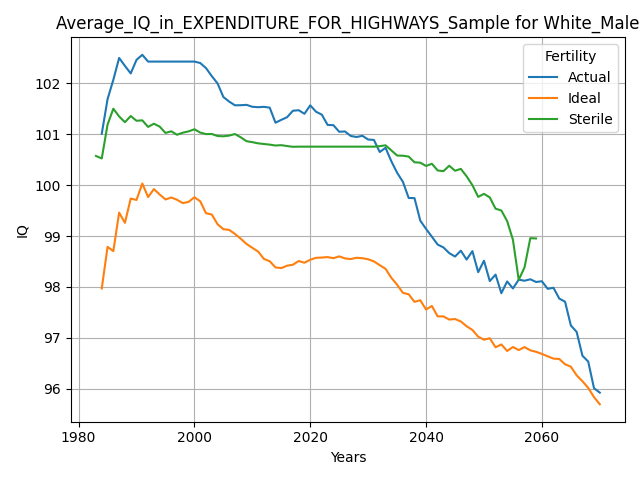 Average_IQ_in_EXPENDITURE_FOR_HIGHWAYS_Sample for White_Male
Fertility
Actual
Ideal
Sterile
102
101
100
99
98
97
96
IQ
1980
2000
2020
2040
2060
Years